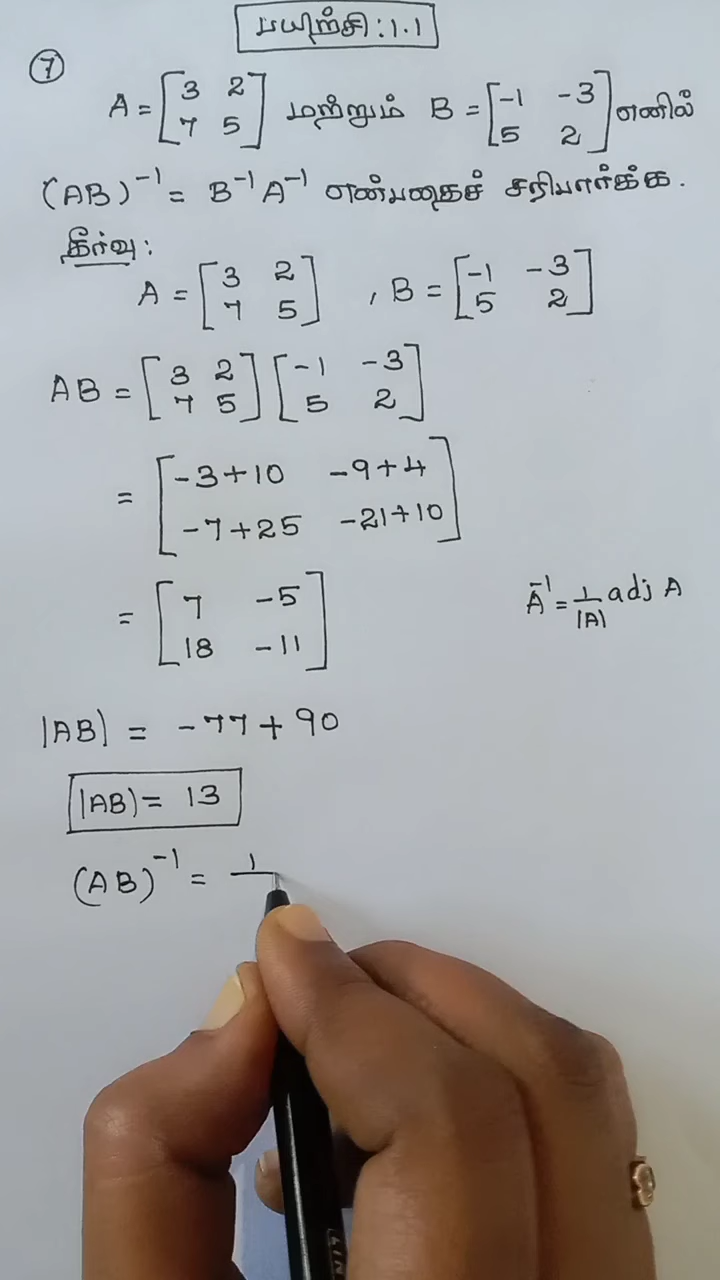 பயிற்சி : 1.1
7
A = [3 2 7 5] மற்றும் B = [-1 -3 5 2] எனில்
(AB)⁻¹ = B⁻¹A⁻¹ என்பதைச் சரிபார்க்க.
தீர்வு :
A = [3 2 7 5] , B = [-1 -3 5 2]
AB = [3 2 7 5] [-1 -3 5 2]
= [-3+10 -9+4 -7+25 -21+10]
= [7 -5 18 -11]
A⁻¹ = 1/|A| adj A
|AB| = -77 + 90
|AB| = 13
(AB)⁻¹ = 1